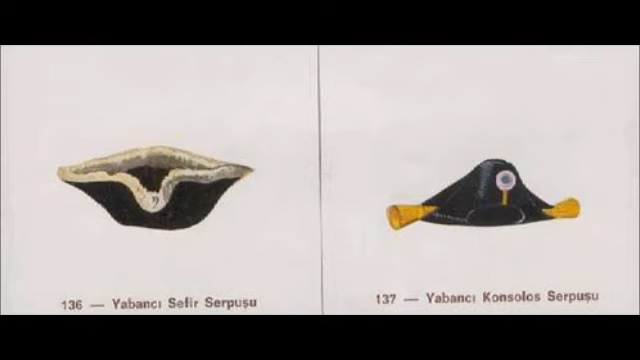 136 — Yabancı Sefir Serpuşu
137 — Yabancı Konsolos Serpuşu